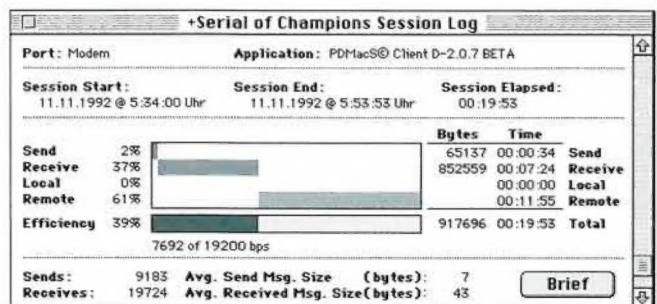 +Serial of Champions Session Log
Port: Modem Application: PDMacS© Client D-2.0.7 BETA
Session Start: Session End: Session Elapsed:
11.11.1992 @ 5:34:00 Uhr 11.11.1992 @ 5:53:53 Uhr 00:19:53
Bytes Time
Send 2% 65137 00:00:34 Send
Receive 37% 852559 00:07:24 Receive
Local 0% 00:00:00 Local
Remote 61% 00:11:55 Remote
Efficiency 39% 917696 00:19:53 Total
7692 of 19200 bps
Sends: 9183 Avg. Send Msg. Size (bytes): 7
Receives: 19724 Avg. Received Msg. Size(bytes): 43
Brief